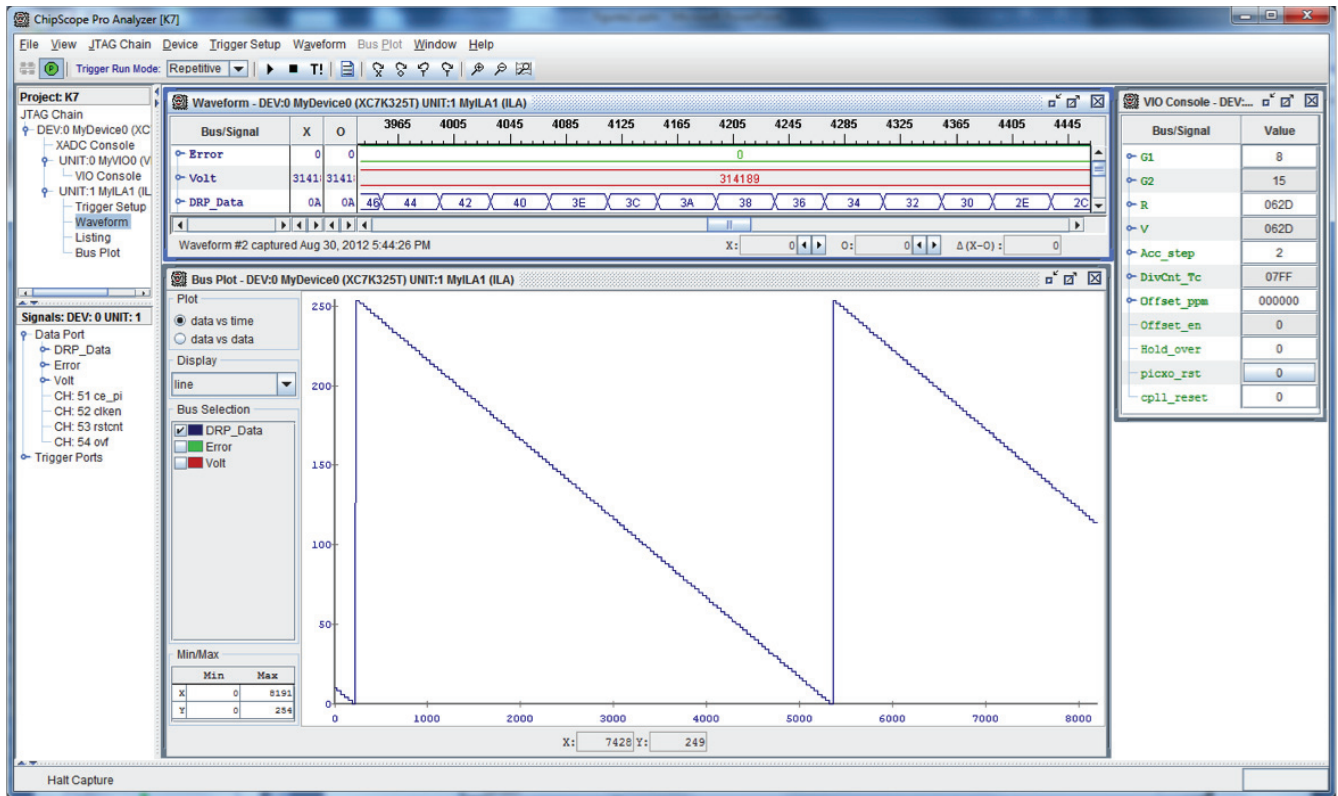 ChipScope Pro Analyzer [K7]
File View JTAG Chain Device Trigger Setup Waveform Bus Plot Window Help
Trigger Run Mode: Repetitive T!
Project: K7
JTAG Chain
DEV:0 MyDevice0 (XC
XADC Console
UNIT:0 MyVIO0 (V
VIO Console
UNIT:1 MyILA1 (IL
Trigger Setup
Waveform
Listing
Bus Plot
Signals: DEV: 0 UNIT: 1
Data Port
DRP_Data
Error
Volt
CH: 51 ce_pi
CH: 52 clken
CH: 53 rstcnt
CH: 54 ovf
Trigger Ports
Waveform - DEV:0 MyDevice0 (XC7K325T) UNIT:1 MyILA1 (ILA)
Bus/Signal X O 3965 4005 4045 4085 4125 4165 4205 4245 4285 4325 4365 4405 4445
Error 0 0 0
Volt 3141 3141 314189
DRP_Data 0A 0A 46 44 42 40 3E 3C 3A 38 36 34 32 30 2E 2C
Waveform #2 captured Aug 30, 2012 5:44:26 PM X: 0 O: 0 Δ (X-O) : 0
Bus Plot - DEV:0 MyDevice0 (XC7K325T) UNIT:1 MyILA1 (ILA)
Plot
data vs time
data vs data
Display
line
Bus Selection
DRP_Data
Error
Volt
Min/Max
Min Max
X 0 8191
Y 0 254
250
200
150
100
50
0
0 1000 2000 3000 4000 5000 6000 7000 8000
X: 7428 Y: 249
VIO Console - DEV:...
Bus/Signal Value
G1 8
G2 15
R 062D
V 062D
Acc_step 2
DivCnt_Tc 07FF
Offset_ppm 000000
Offset_en 0
Hold_over 0
picxo_rst 0
cpll_reset 0
Halt Capture